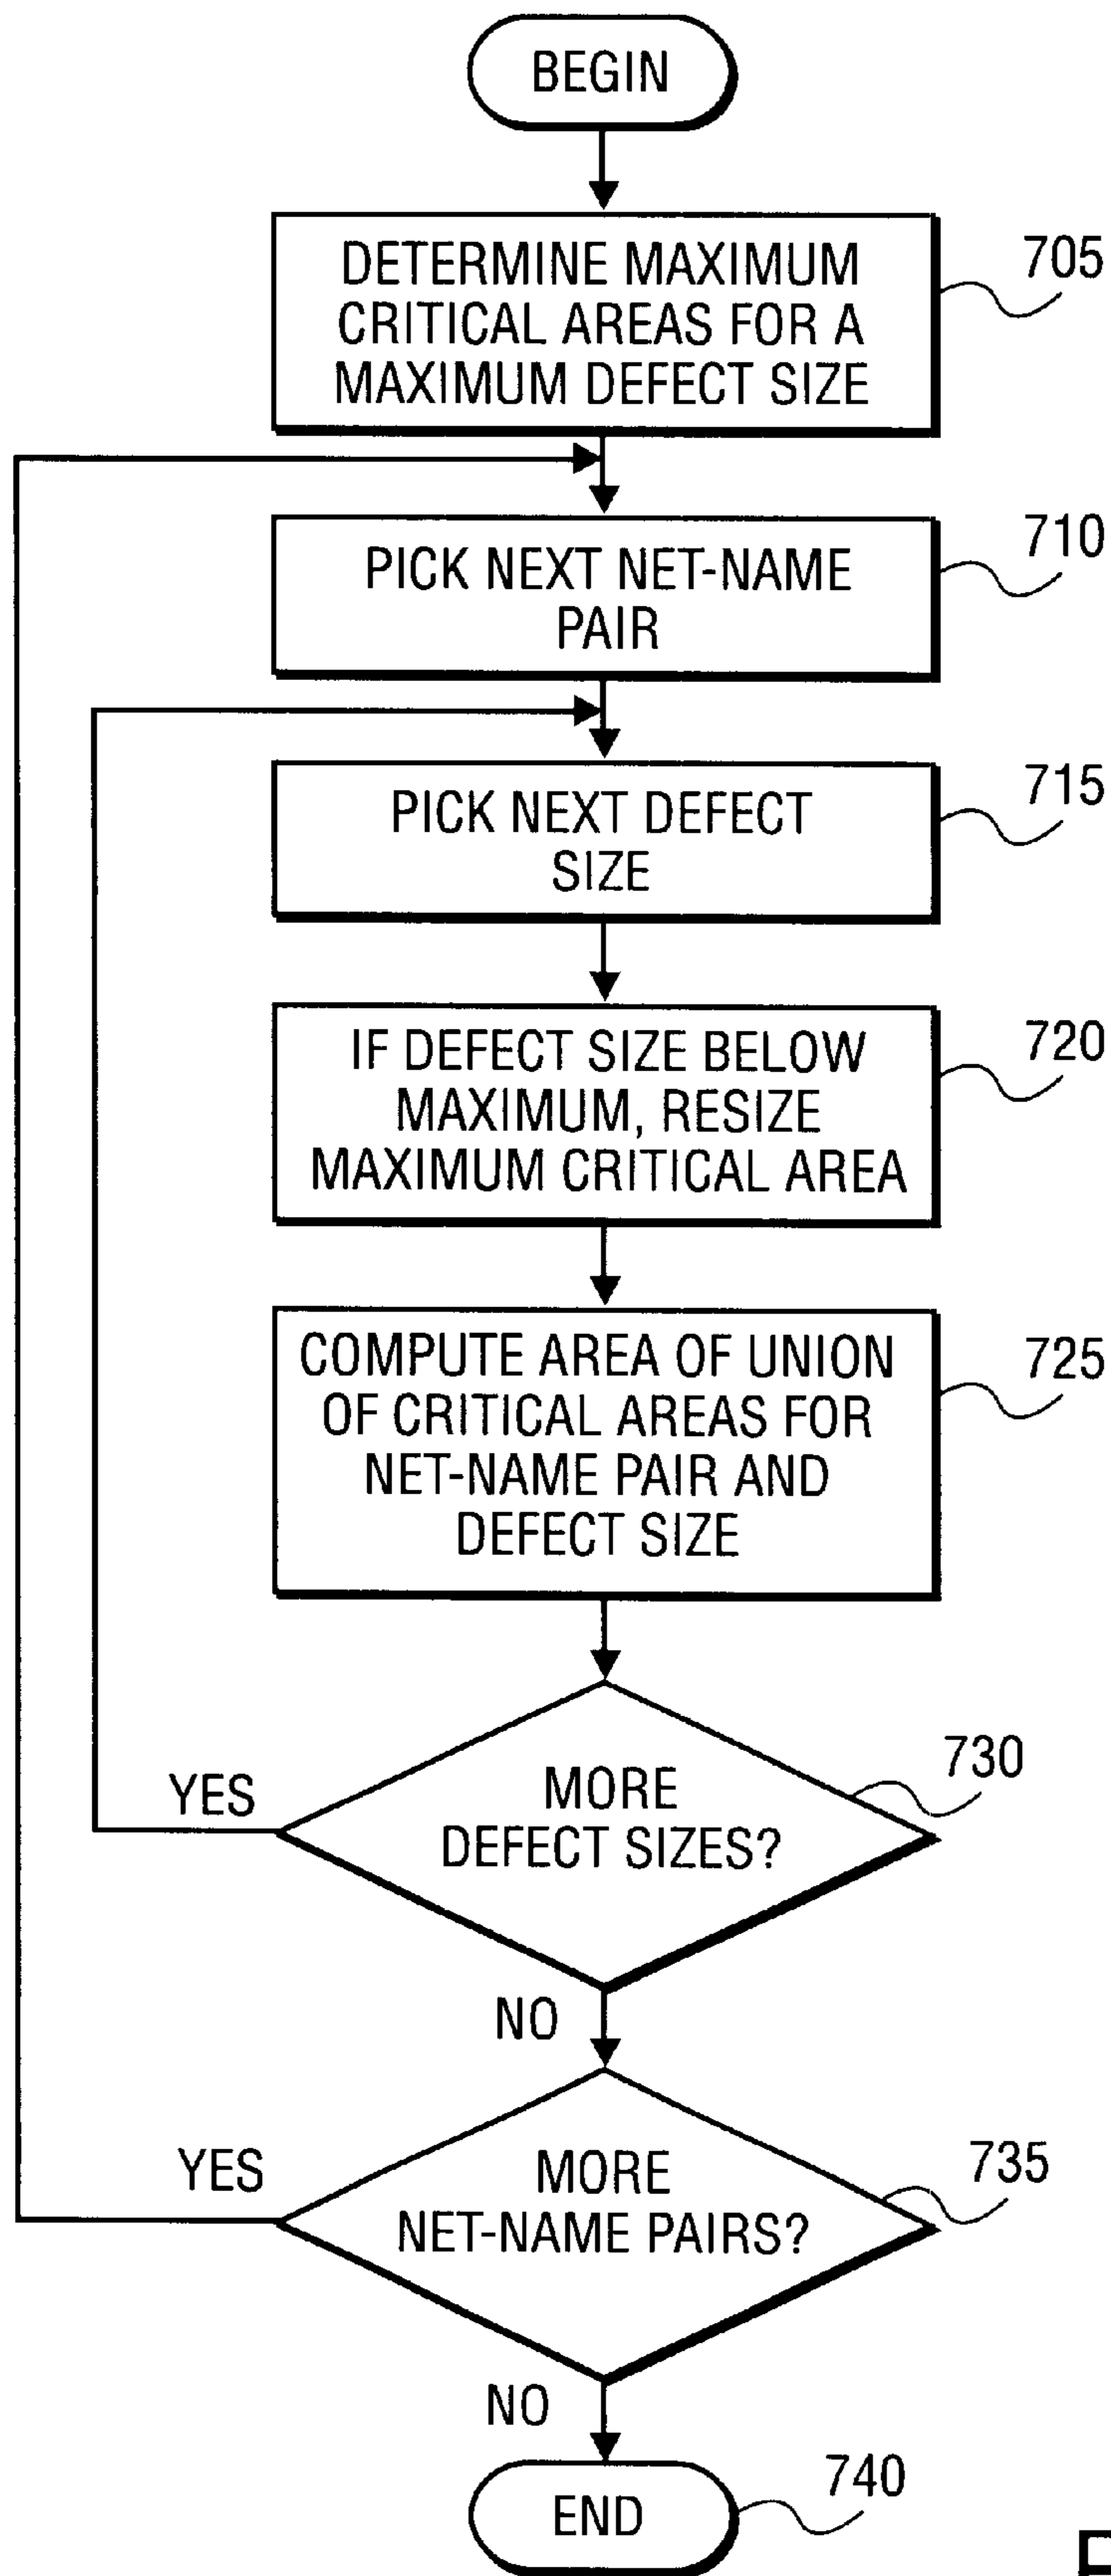 BEGIN
DETERMINE MAXIMUM
CRITICAL AREAS FOR A
MAXIMUM DEFECT SIZE
705
PICK NEXT NET-NAME
PAIR
710
PICK NEXT DEFECT
SIZE
715
IF DEFECT SIZE BELOW
MAXIMUM, RESIZE
MAXIMUM CRITICAL AREA
720
COMPUTE AREA OF UNION
OF CRITICAL AREAS FOR
NET-NAME PAIR AND
DEFECT SIZE
725
MORE
DEFECT SIZES?
730
YES
NO
MORE
NET-NAME PAIRS?
735
YES
NO
END
740